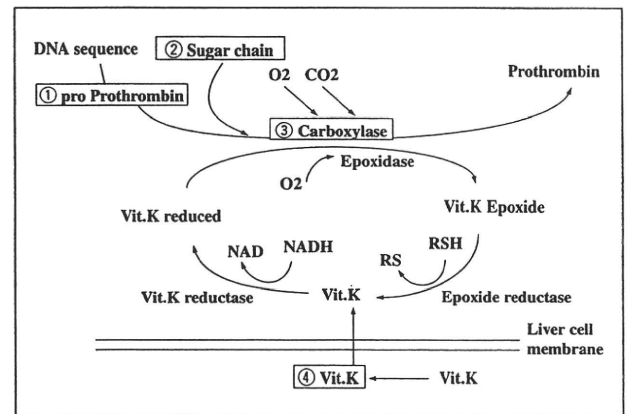 DNA sequence
② Sugar chain
① pro Prothrombin
O2 CO2
Prothrombin
③ Carboxylase
Epoxidase
O2
Vit.K reduced
Vit.K Epoxide
NAD NADH
RS RSH
Vit.K reductase
Vit.K
Epoxide reductase
Liver cell
membrane
④ Vit.K
Vit.K